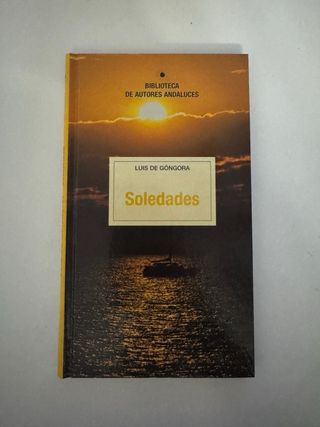 BIBLIOTECA
DE AUTORES ANDALUCES
LUIS DE GÓNGORA
Soledades